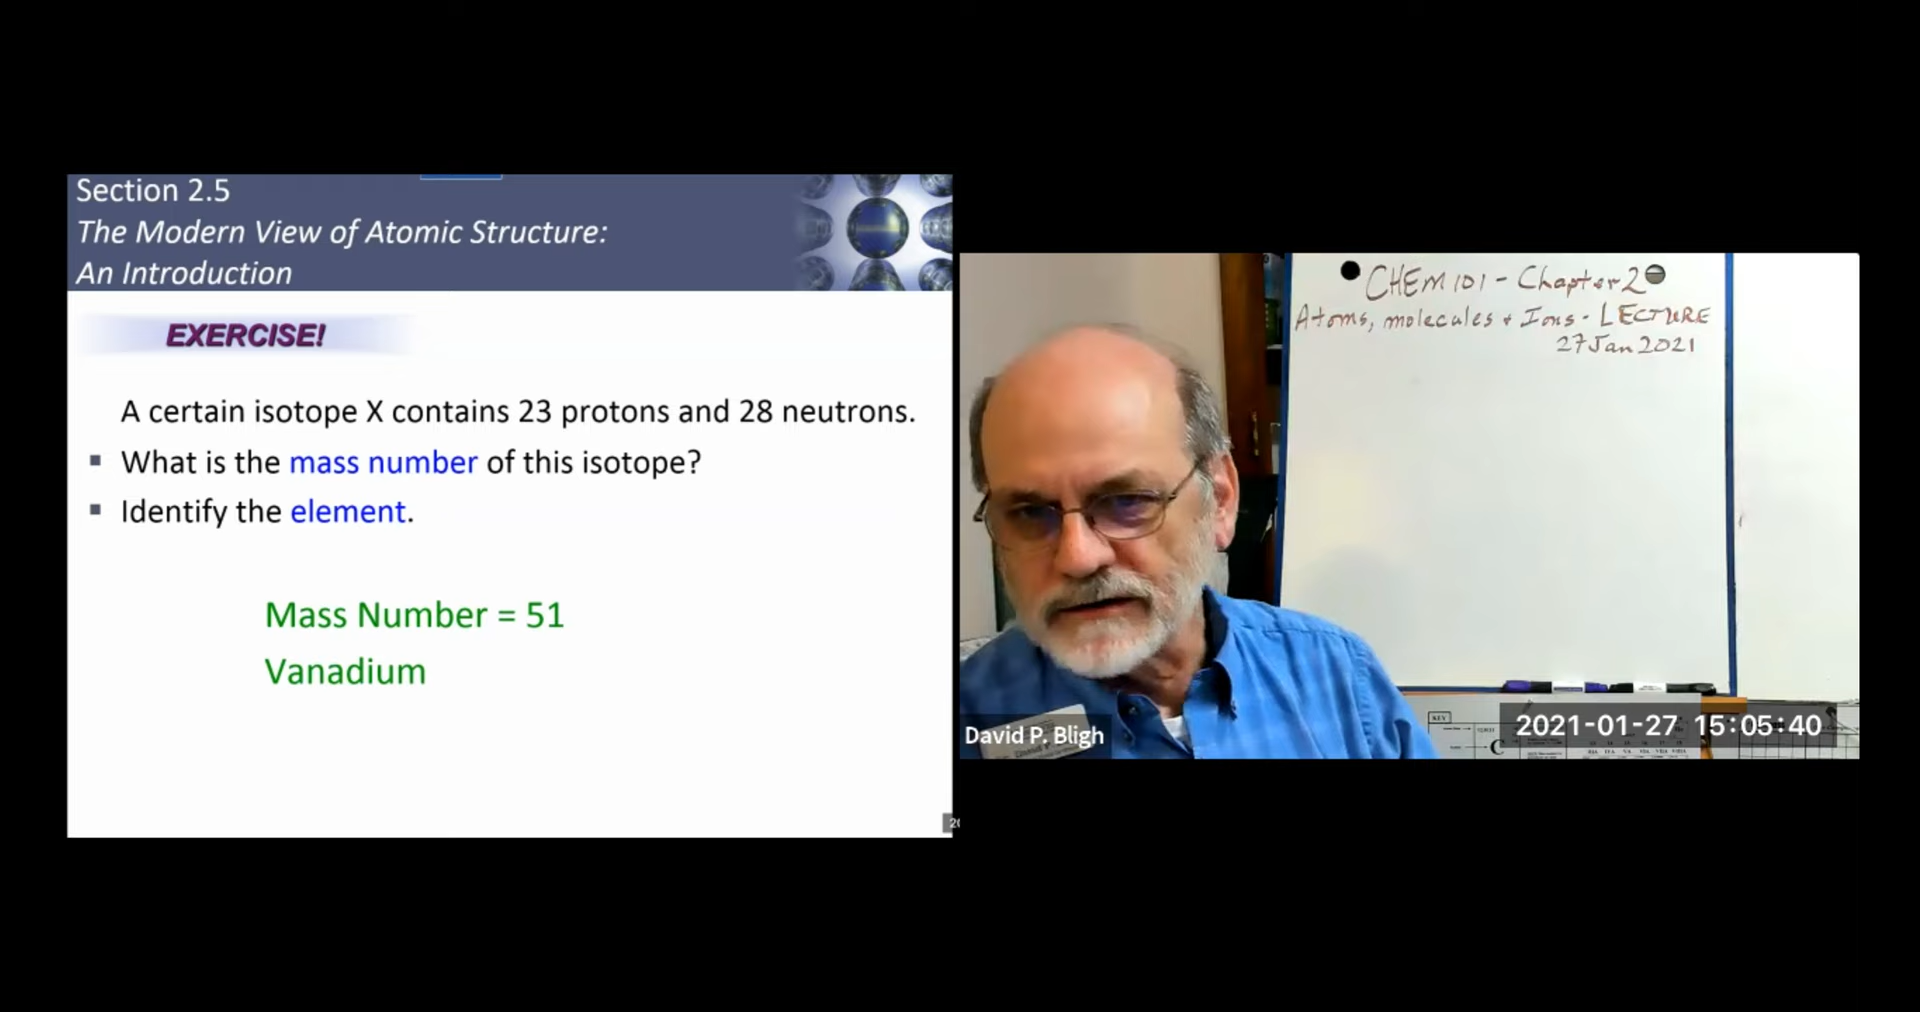 Section 2.5
The Modern View of Atomic Structure:
An Introduction
EXERCISE!
A certain isotope X contains 23 protons and 28 neutrons.
▪ What is the mass number of this isotope?
▪ Identify the element.
Mass Number = 51
Vanadium
CHEM 101 - Chapter 2
Atoms, molecules + Ions - LECTURE
27 Jan 2021
David P. Bligh
KEY
C
2021-01-27 15:05:40